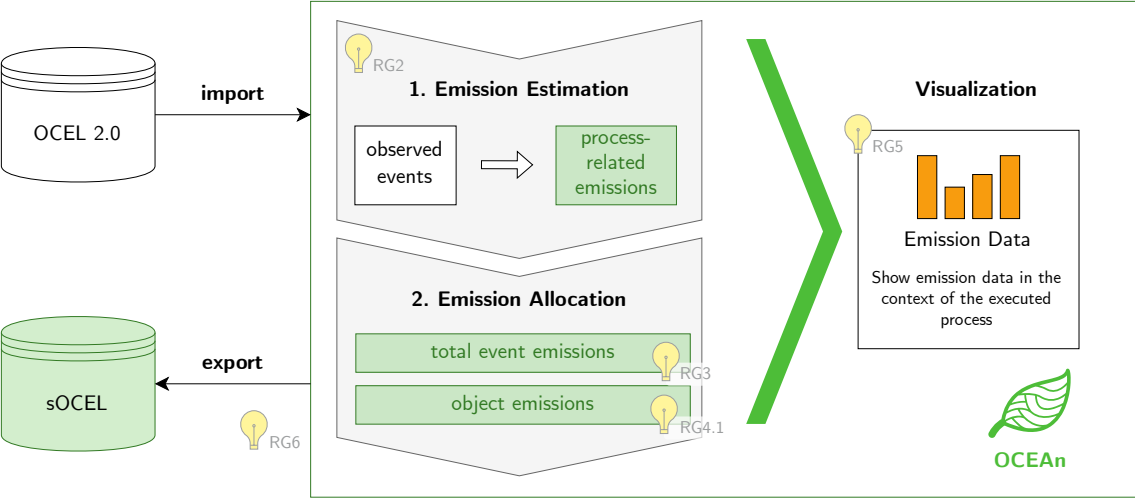 OCEL 2.0
import
RG2
1. Emission Estimation
observed
events
process-
related
emissions
2. Emission Allocation
total event emissions
RG3
object emissions
RG4.1
export
sOCEL
RG6
Visualization
RG5
Emission Data
Show emission data in the
context of the executed
process
OCEAn